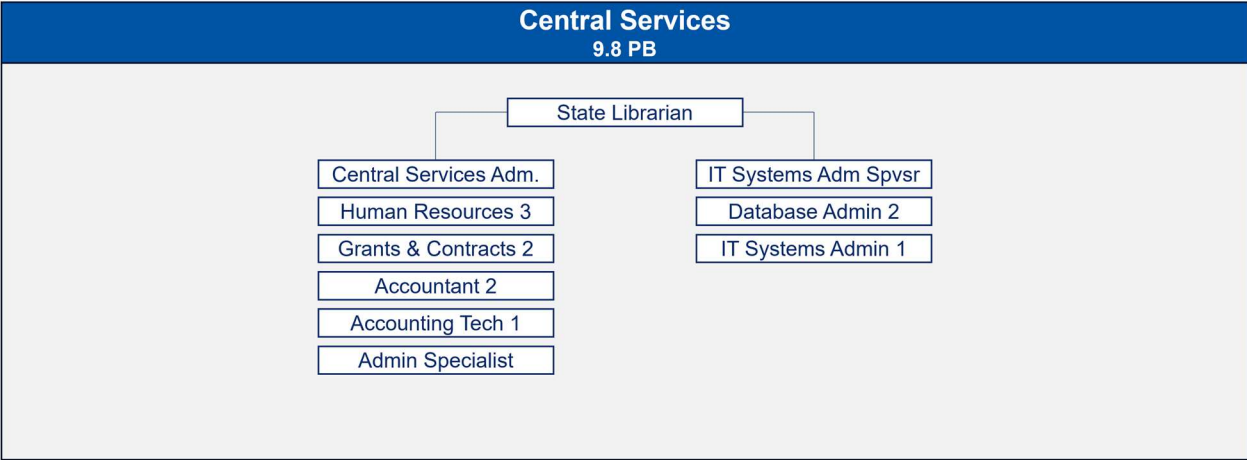 Central Services
9.8 PB
State Librarian
Central Services Adm.
Human Resources 3
Grants & Contracts 2
Accountant 2
Accounting Tech 1
Admin Specialist
IT Systems Adm Spvsr
Database Admin 2
IT Systems Admin 1